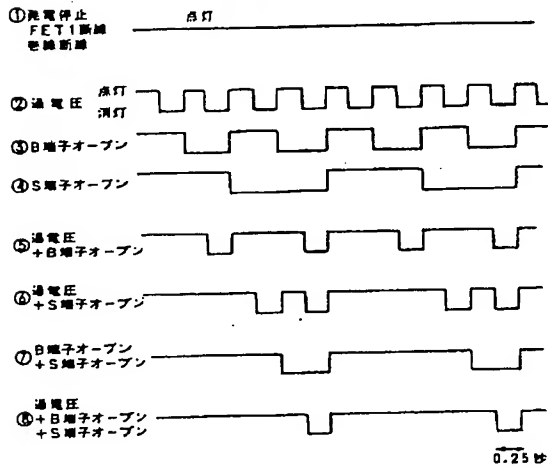 ①発電停止 点灯
FET1断線
巻線断線
②過電圧 点灯
消灯
③B端子オープン
④S端子オープン
⑤過電圧
+B端子オープン
⑥過電圧
+S端子オープン
⑦B端子オープン
+S端子オープン
過電圧
⑧+B端子オープン
+S端子オープン
0.25秒